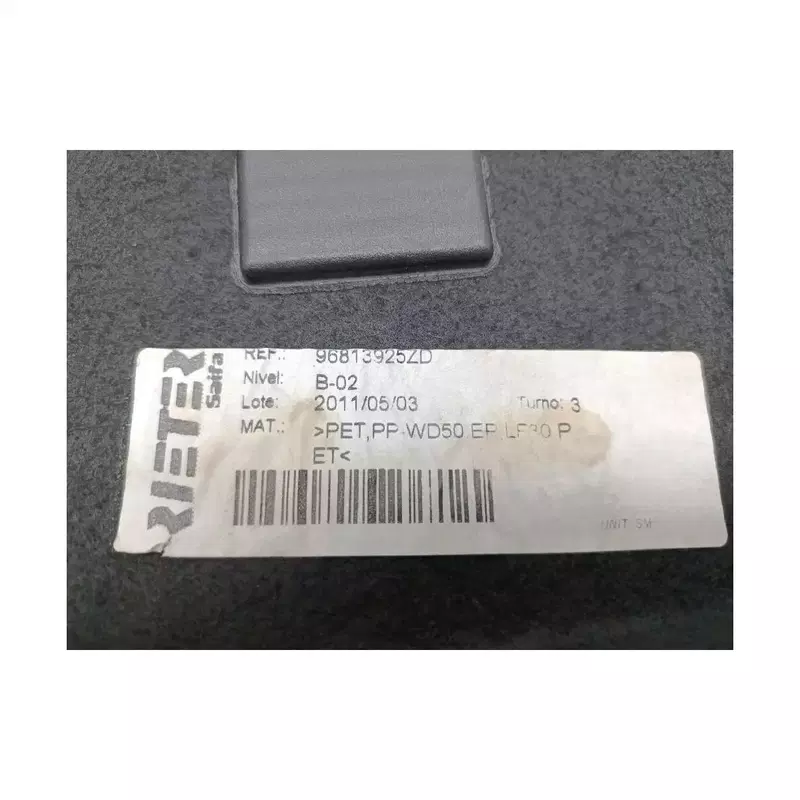 RIETER
Saifa
REF.: 96813925ZD
Nivel: B-02
Lote: 2011/05/03 Turno: 3
MAT.: >PET,PP-WD50 EP,LF30 P
ET<
UNIT SM